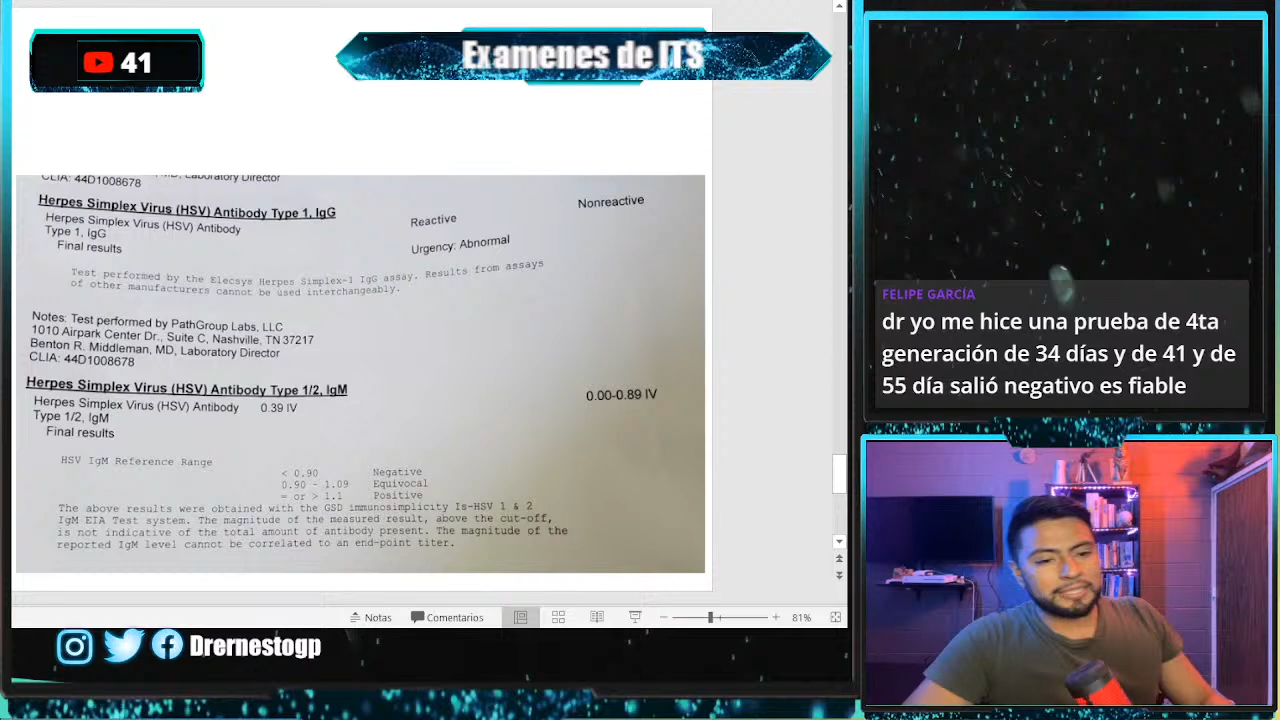 41
Examenes de ITS
CLIA: 44D1008678
Laboratory Director
Herpes Simplex Virus (HSV) Antibody Type 1, IgG
Herpes Simplex Virus (HSV) Antibody
Type 1, IgG
Final results
Reactive
Nonreactive
Urgency: Abnormal
Test performed by the Elecsys Herpes Simplex-1 IgG assay. Results from assays
of other manufacturers cannot be used interchangeably.
Notes: Test performed by PathGroup Labs, LLC
1010 Airpark Center Dr., Suite C, Nashville, TN 37217
Benton R. Middleman, MD, Laboratory Director
CLIA: 44D1008678
Herpes Simplex Virus (HSV) Antibody Type 1/2, IgM
Herpes Simplex Virus (HSV) Antibody 0.39 IV 0.00-0.89 IV
Type 1/2, IgM
Final results
HSV IgM Reference Range
< 0.90 Negative
0.90 - 1.09 Equivocal
= or > 1.1 Positive
The above results were obtained with the GSD immunosimplicity Is-HSV 1 & 2
IgM EIA Test system. The magnitude of the measured result, above the cut-off,
is not indicative of the total amount of antibody present. The magnitude of the
reported IgM level cannot be correlated to an end-point titer.
Notas Comentarios 81%
Drernestogp
FELIPE GARCÍA
dr yo me hice una prueba de 4ta
generación de 34 días y de 41 y de
55 día salió negativo es fiable